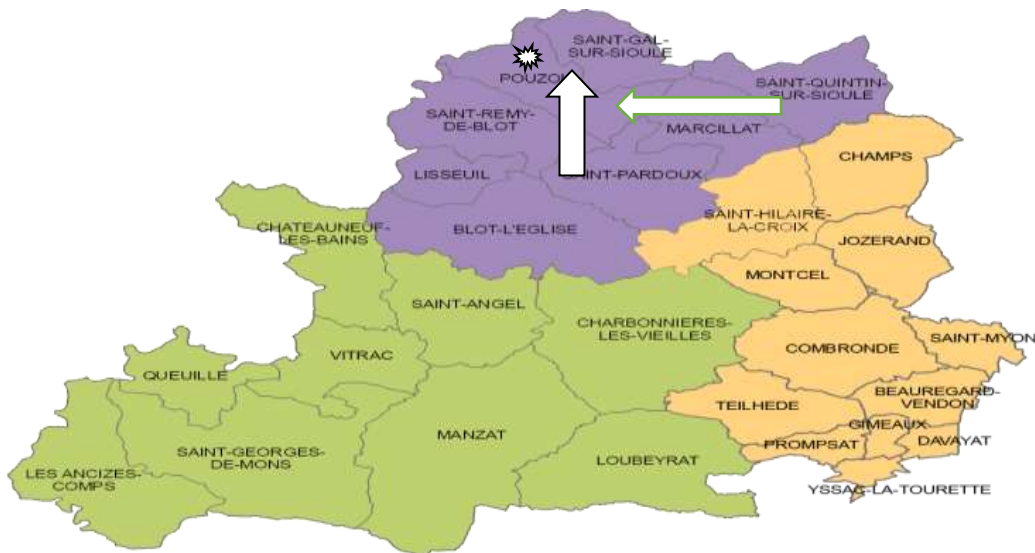 SAINT-GAL-
SUR-SIOULE
SAINT-QUINTIN-
SUR-SIOULE
SAINT-REMY-
DE-BLOT
MARCILLAT
CHAMPS
LISSEUIL
SAINT-PARDOUX
SAINT-HILAIRE-
LA-CROIX
CHATEAUNEUF-
LES-BAINS
BLOT-L'EGLISE
JOZERAND
MONTCEL
SAINT-ANGEL
CHARBONNIERES-
LES-VIEILLES
SAINT-MYON
COMBRONDE
VITRAC
QUEUILLE
BEAUREGARD-
VENDON
TEILHEDE
GIMEAUX
MANZAT
PROMPSAT
DAVAYAT
SAINT-GEORGES-
DE-MONS
LOUBEYRAT
LES ANCIZES-
COMPS
YSSAC-LA-TOURETTE